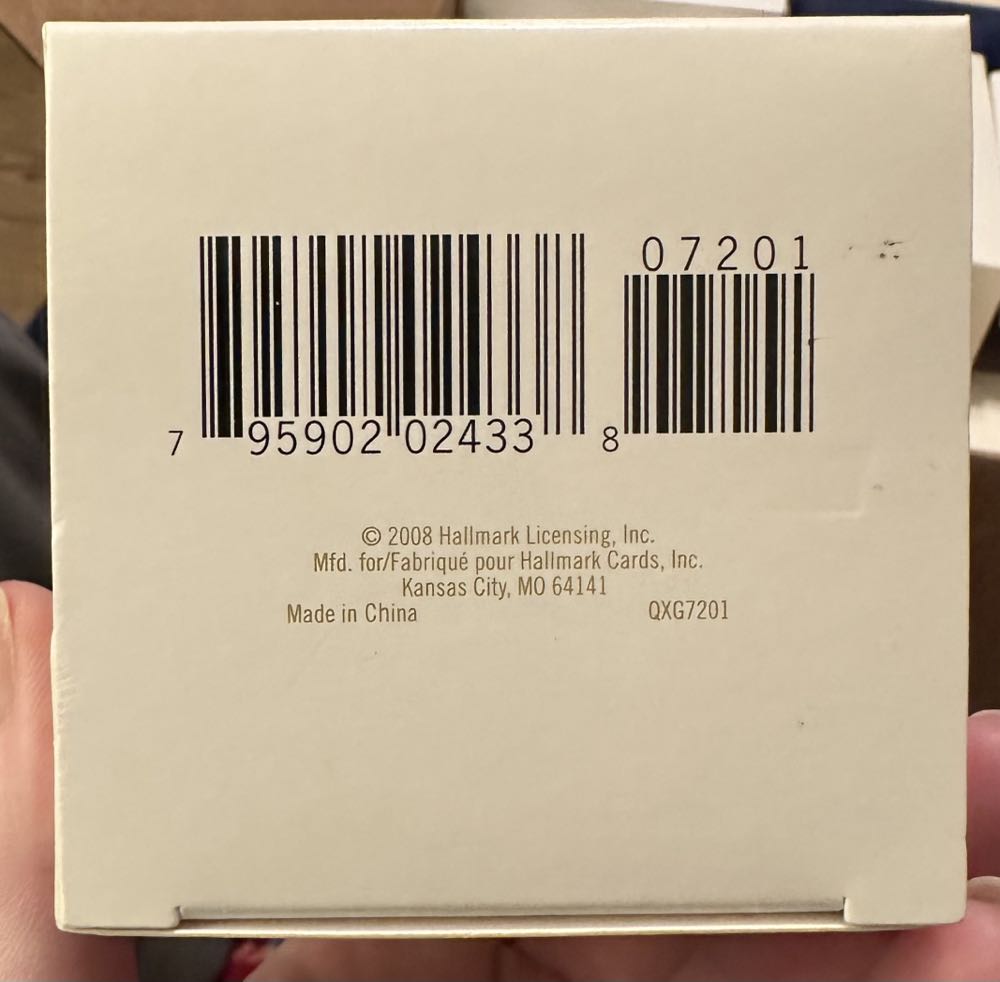 07201
7 95902 02433 8
© 2008 Hallmark Licensing, Inc.
Mfd. for/Fabriqué pour Hallmark Cards, Inc.
Kansas City, MO 64141
Made in China QXG7201